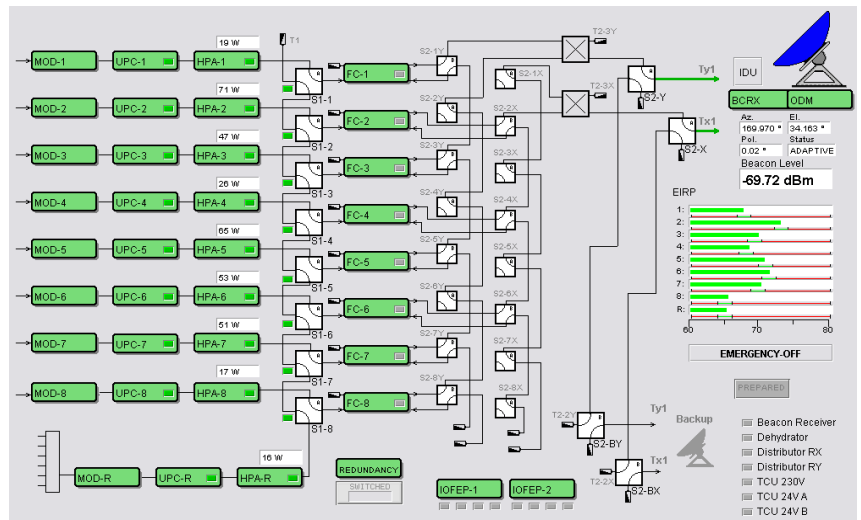 19 W
T1
T2-3Y
S2-1Y
MOD-1 UPC-1 HPA-1 FC-1 S2-1X Ty1 IDU
S1-1 T2-3X S2-Y BCRX ODM
71 W
S2-2Y
MOD-2 UPC-2 HPA-2 FC-2 S2-2X Tx1
Az. El.
169.970 ° 34.163 °
S1-2 S2-X
Pol. Status
0.02 ° ADAPTIVE
47 W
S2-3Y
MOD-3 UPC-3 HPA-3 FC-3 S2-3X
Beacon Level
-69.72 dBm
S1-3
26 W
S2-4Y
EIRP
MOD-4 UPC-4 HPA-4 FC-4 S2-4X
1:
2:
3:
4:
5:
6:
7:
8:
R:
60 70 80
S1-4
65 W
S2-5Y
MOD-5 UPC-5 HPA-5 FC-5 S2-5X
S1-5
53 W
S2-6Y
MOD-6 UPC-6 HPA-6 FC-6 S2-6X
S1-6
51 W
S2-7Y
MOD-7 UPC-7 HPA-7 FC-7 S2-7X
EMERGENCY-OFF
S1-7
17 W
S2-8Y
MOD-8 UPC-8 HPA-8 FC-8 S2-8X
PREPARED
S1-8
T2-2Y Ty1 Backup
S2-BY
Beacon Receiver
Dehydrator
Distributor RX
Distributor RY
TCU 230V
TCU 24V A
TCU 24V B
16 W
Tx1
MOD-R UPC-R HPA-R
REDUNDANCY
SWITCHED
IOFEP-1 IOFEP-2
T2-2X
S2-BX